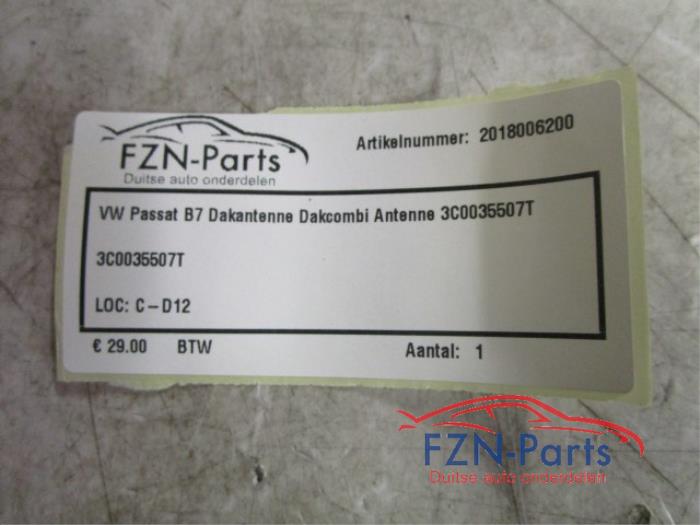 FZN-Parts
Duitse auto onderdelen
Artikelnummer: 2018006200
VW Passat B7 Dakantenne Dakcombi Antenne 3C0035507T
3C0035507T
LOC: C-D12
€ 29.00 BTW Aantal: 1
FZN-Parts
Duitse auto onderdelen